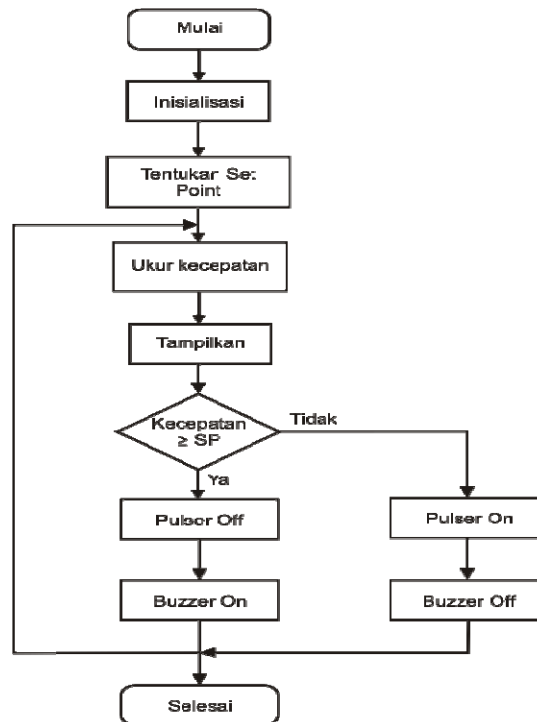 Mulai
Inisialisasi
Tentukar Set
Point
Ukur kecepatan
Tampilkan
Kecepatan
≥ SP
Tidak
Ya
Pulsor Off
Pulser On
Buzzer On
Buzzer Off
Selesai